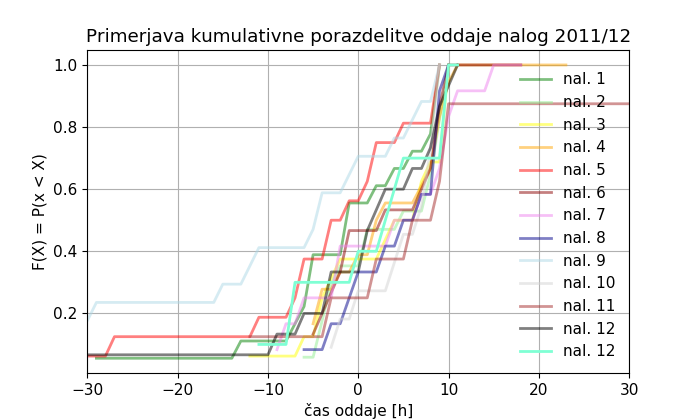 Primerjava kumulativne porazdelitve oddaje nalog 2011/12
F(X) = P(x < X)
1.0
0.8
0.6
0.4
0.2
nal. 1
nal. 2
nal. 3
nal. 4
nal. 5
nal. 6
nal. 7
nal. 8
nal. 9
nal. 10
nal. 11
nal. 12
nal. 12
−30 −20 −10 0 10 20 30
čas oddaje [h]